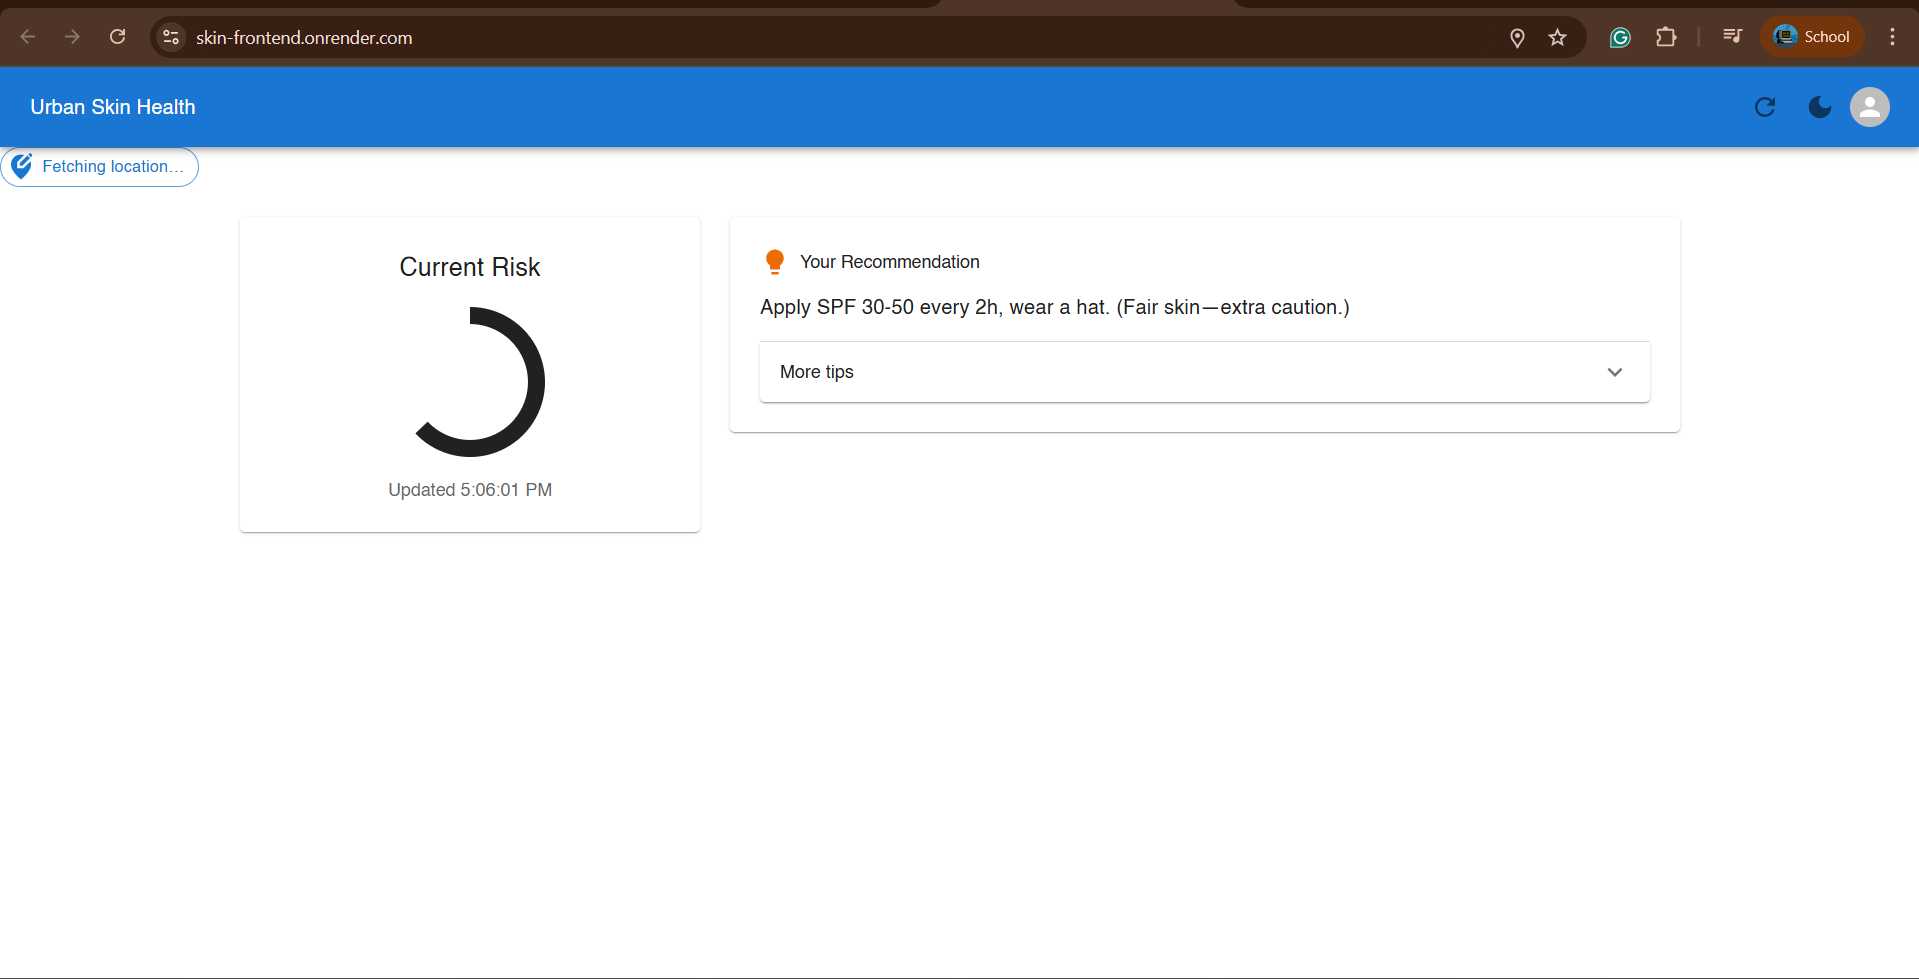 skin-frontend.onrender.com
School
Urban Skin Health
Fetching location…
Current Risk
Updated 5:06:01 PM
Your Recommendation
Apply SPF 30-50 every 2h, wear a hat. (Fair skin—extra caution.)
More tips